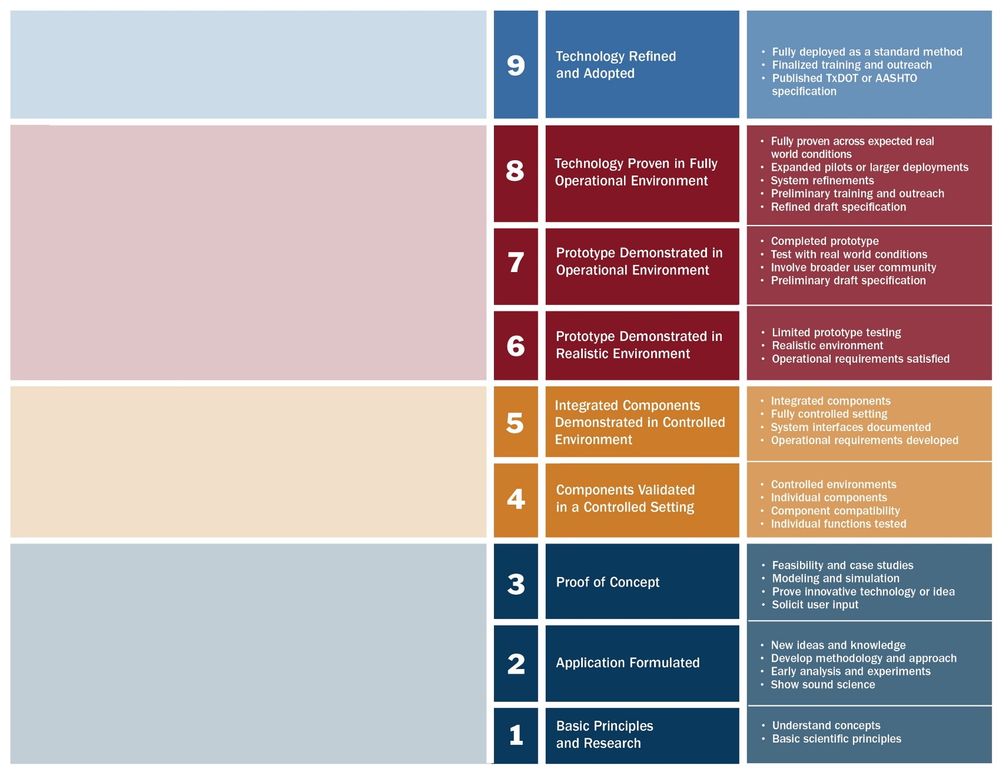 9
Technology Refined
and Adopted
• Fully deployed as a standard method
• Finalized training and outreach
• Published TxDOT or AASHTO
specification
8
Technology Proven in Fully
Operational Environment
• Fully proven across expected real
world conditions
• Expanded pilots or larger deployments
• System refinements
• Preliminary training and outreach
• Refined draft specification
7
Prototype Demonstrated in
Operational Environment
• Completed prototype
• Test with real world conditions
• Involve broader user community
• Preliminary draft specification
6
Prototype Demonstrated in
Realistic Environment
• Limited prototype testing
• Realistic environment
• Operational requirements satisfied
5
Integrated Components
Demonstrated in Controlled
Environment
• Integrated components
• Fully controlled setting
• System interfaces documented
• Operational requirements developed
4
Components Validated
in a Controlled Setting
• Controlled environments
• Individual components
• Component compatibility
• Individual functions tested
3
Proof of Concept
• Feasibility and case studies
• Modeling and simulation
• Prove innovative technology or idea
• Solicit user input
2
Application Formulated
• New ideas and knowledge
• Develop methodology and approach
• Early analysis and experiments
• Show sound science
1
Basic Principles
and Research
• Understand concepts
• Basic scientific principles